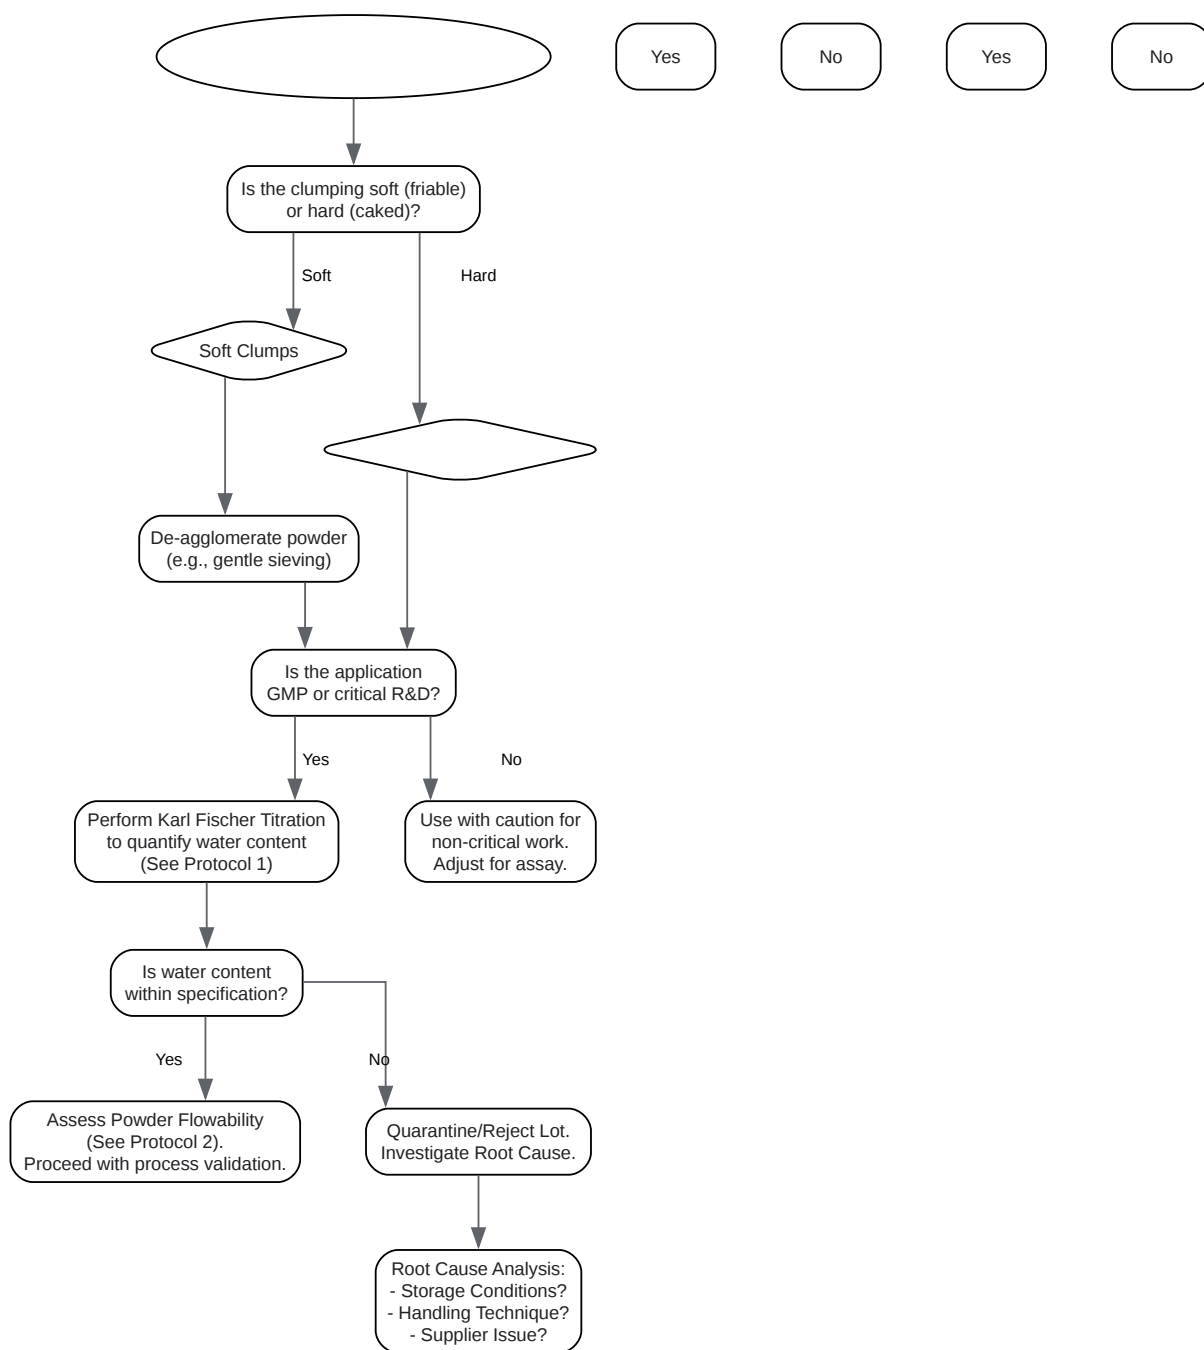 Yes
No
Yes
No
Is the clumping soft (friable)
or hard (caked)?
Soft
Hard
Soft Clumps
De-agglomerate powder
(e.g., gentle sieving)
Is the application
GMP or critical R&D?
Yes
No
Perform Karl Fischer Titration
to quantify water content
(See Protocol 1)
Use with caution for
non-critical work.
Adjust for assay.
Is water content
within specification?
Yes
No
Assess Powder Flowability
(See Protocol 2).
Proceed with process validation.
Quarantine/Reject Lot.
Investigate Root Cause.
Root Cause Analysis:
- Storage Conditions?
- Handling Technique?
- Supplier Issue?